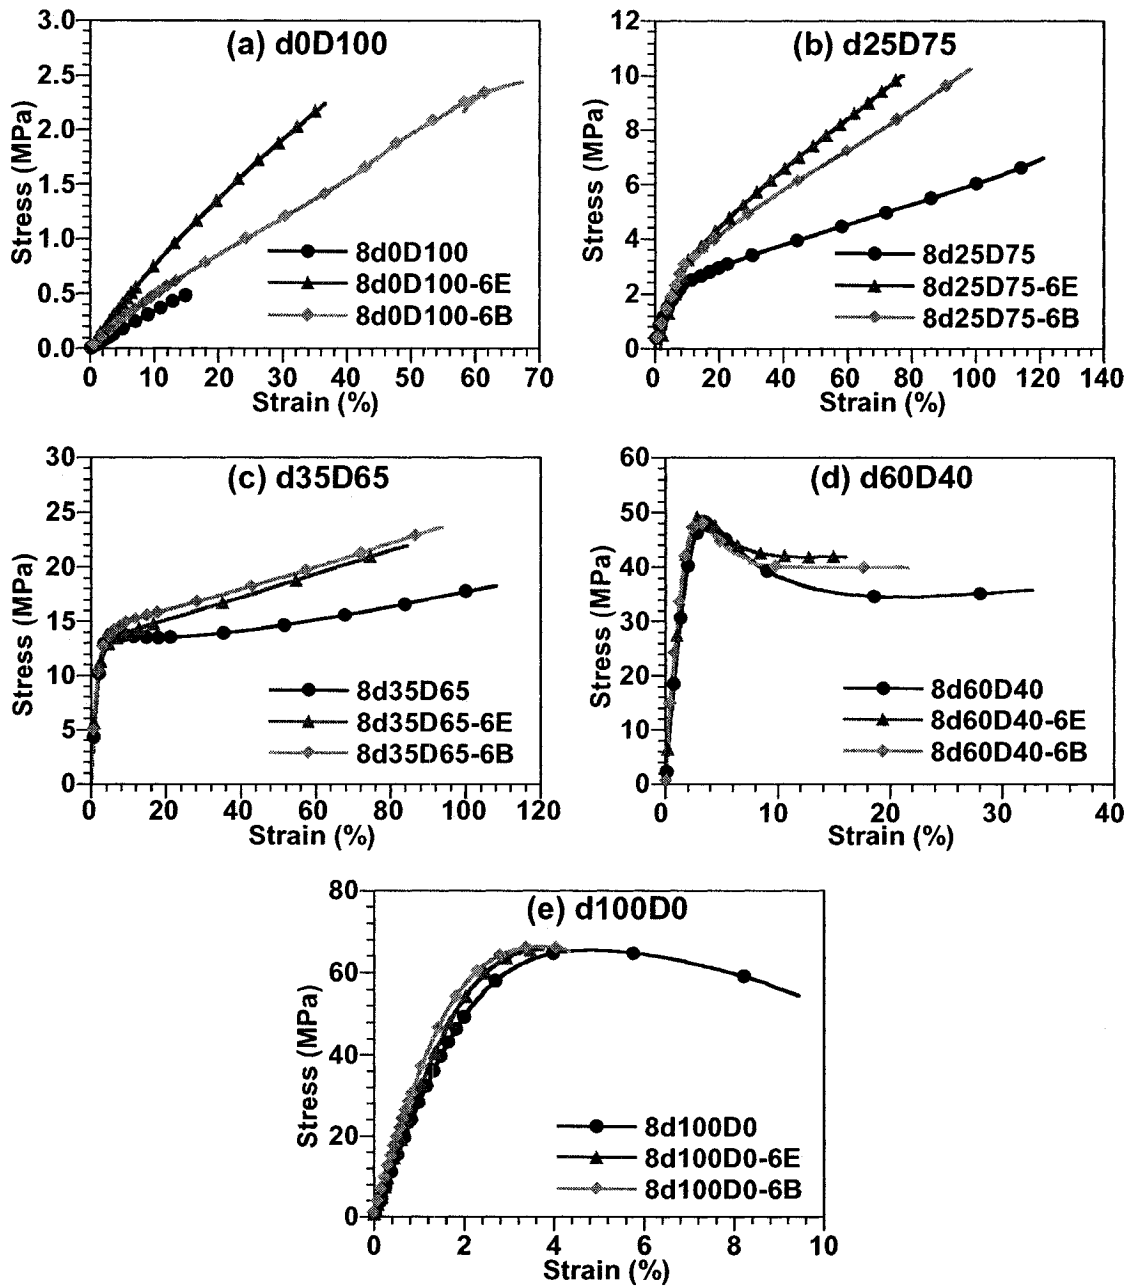 (a) d0D100
Stress (MPa)
3.0
2.5
2.0
1.5
1.0
0.5
0.0
8d0D100
8d0D100-6E
8d0D100-6B
0 10 20 30 40 50 60 70
Strain (%)
(b) d25D75
Stress (MPa)
12
10
8
6
4
2
0
8d25D75
8d25D75-6E
8d25D75-6B
0 20 40 60 80 100 120 140
Strain (%)
(c) d35D65
Stress (MPa)
30
25
20
15
10
5
0
8d35D65
8d35D65-6E
8d35D65-6B
0 20 40 60 80 100 120
Strain (%)
(d) d60D40
Stress (MPa)
60
50
40
30
20
10
0
8d60D40
8d60D40-6E
8d60D40-6B
0 10 20 30 40
Strain (%)
(e) d100D0
Stress (MPa)
80
60
40
20
0
8d100D0
8d100D0-6E
8d100D0-6B
0 2 4 6 8 10
Strain (%)